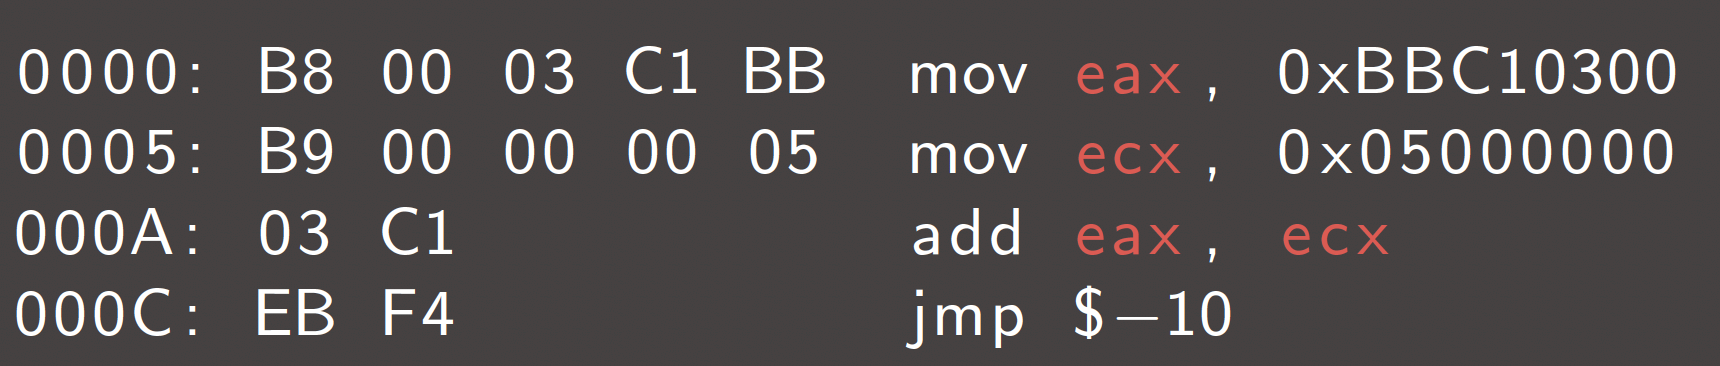 0000: B8 00 03 C1 BB mov eax, 0xBBC10300
0005: B9 00 00 00 05 mov ecx, 0x05000000
000A: 03 C1 add eax, ecx
000C: EB F4 jmp $−10